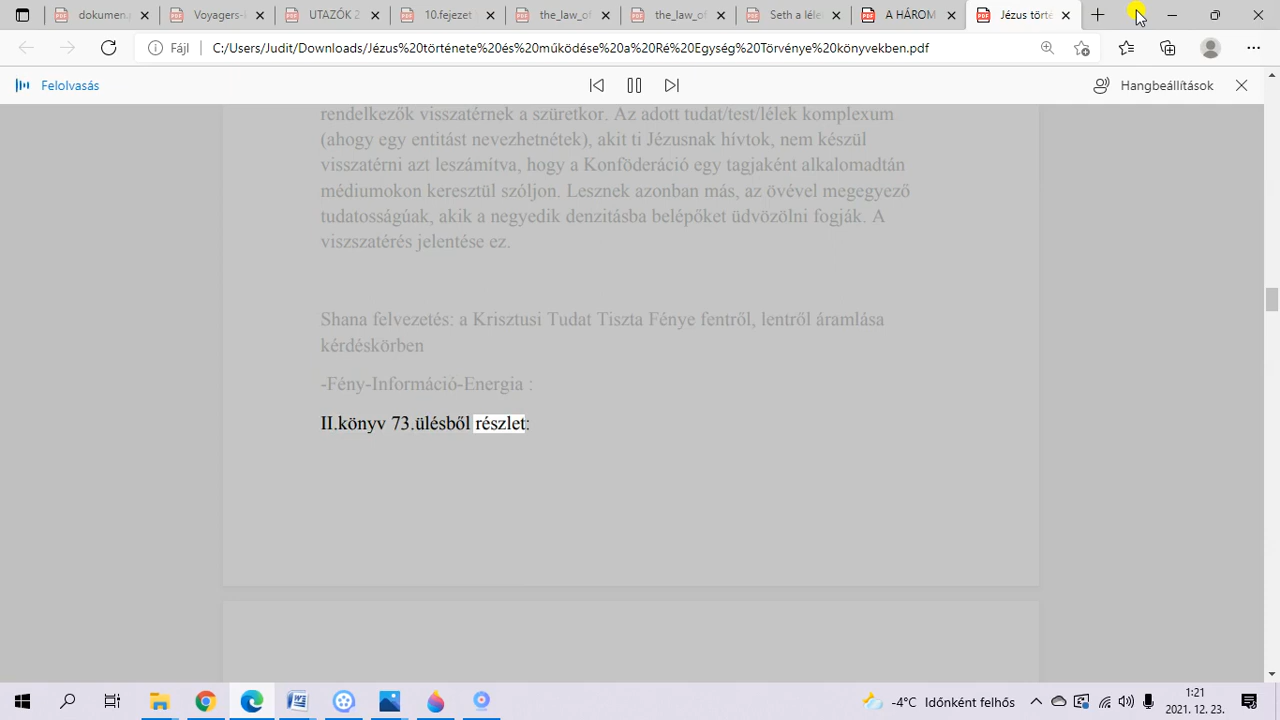 dokumen.
Voyagers-
UTAZÓK 2
10.fejezet
the_law_of
the_law_of
Seth a léle
A HÁROM
Jézus törté
Fájl
C:/Users/Judit/Downloads/Jézus%20története%20és%20működése%20a%20Ré%20Egység%20Törvénye%20könyvekben.pdf
Felolvasás
Hangbeállítások
rendelkezők visszatérnek a szüretkor. Az adott tudat/test/lélek komplexum
(ahogy egy entitást nevezhetnétek), akit ti Jézusnak hívtok, nem készül
visszatérni azt leszámítva, hogy a Konföderáció egy tagjaként alkalomadtán
médiumokon keresztül szóljon. Lesznek azonban más, az övével megegyező
tudatosságúak, akik a negyedik denzitásba belépőket üdvözölni fogják. A
viszszatérés jelentése ez.
Shana felvezetés: a Krisztusi Tudat Tiszta Fénye fentről, lentről áramlása
kérdéskörben
-Fény-Információ-Energia :
II.könyv 73.ülésből részlet:
-4°C Időnként felhős
1:21
2021. 12. 23.